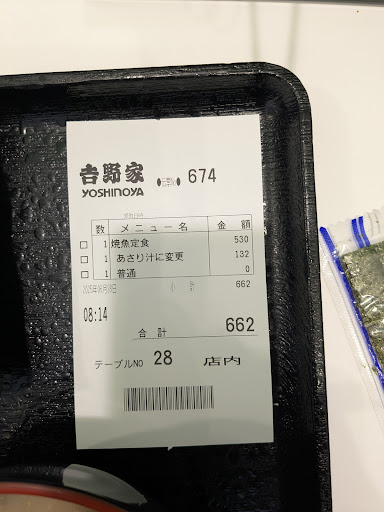 吉野家
YOSHINOYA
674
数 メニュー名 金額
1 焼魚定食 530
1 あさり汁に変更 132
1 普通 0
小計 662
08:14
合計 662
テーブルNO 28 店内